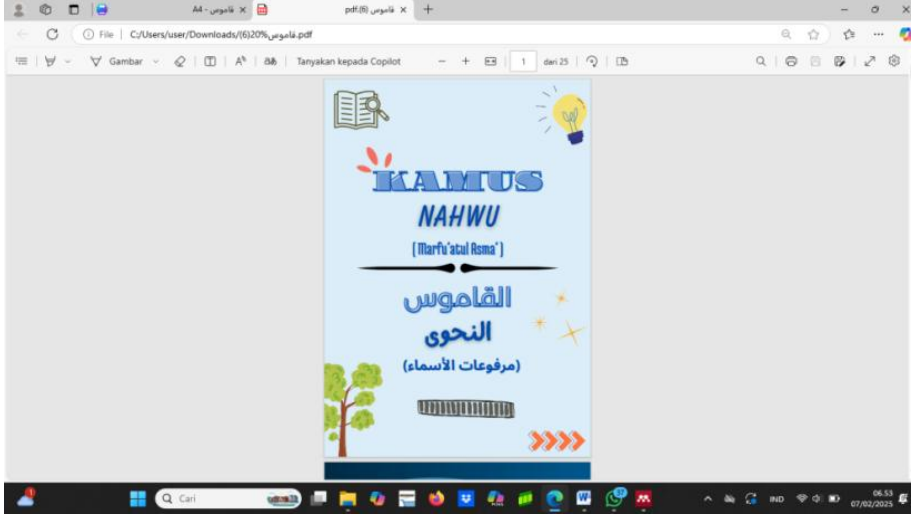 A4 - قاموس
pdf.(6) قاموس
File
C:/Users/user/Downloads/(6)20%قاموس.pdf
Gambar
Tanyakan kepada Copilot
1
dari 25
KAMUS
NAHWU
(Marfu'atul Asma')
القاموس
النحوى
(مرفوعات الأسماء)
Cari
IND
06.53
07/02/2025